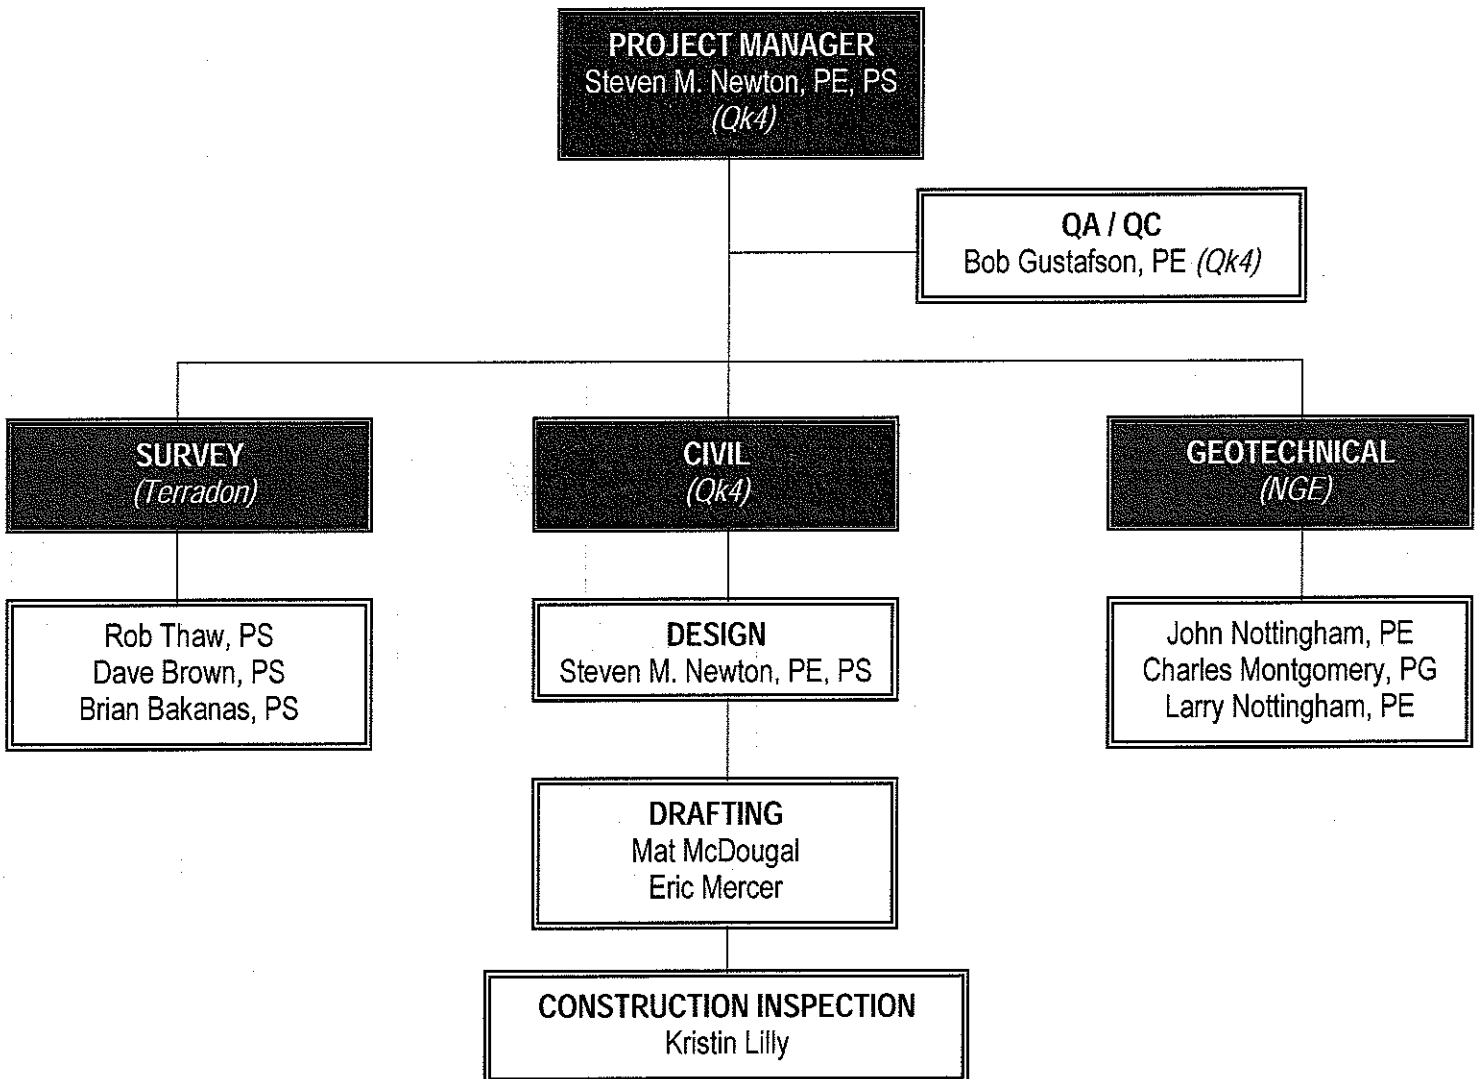 PROJECT MANAGER
Steven M. Newton, PE, PS
(Qk4)
QA / QC
Bob Gustafson, PE (Qk4)
SURVEY
(Terradon)
CIVIL
(Qk4)
GEOTECHNICAL
(NGE)
Rob Thaw, PS
Dave Brown, PS
Brian Bakanas, PS
DESIGN
Steven M. Newton, PE, PS
John Nottingham, PE
Charles Montgomery, PG
Larry Nottingham, PE
DRAFTING
Mat McDougal
Eric Mercer
CONSTRUCTION INSPECTION
Kristin Lilly